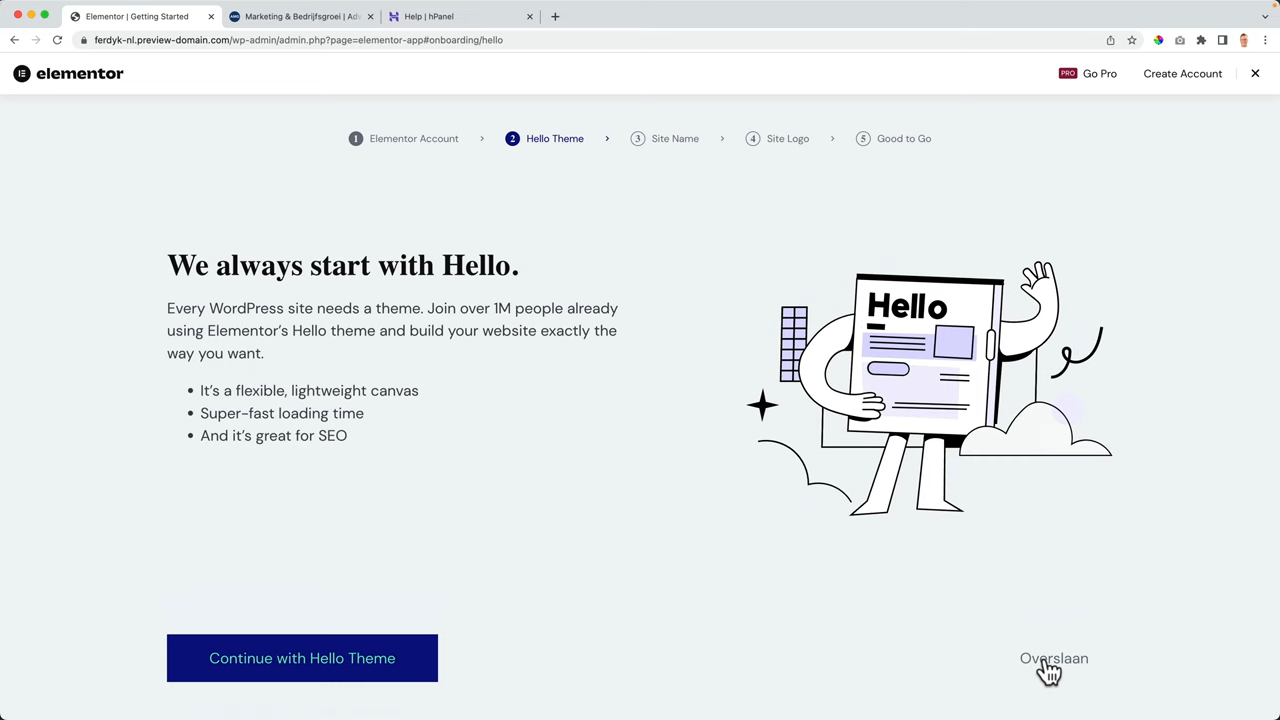 Elementor | Getting Started
Marketing & Bedrijfsgroei | Adv
Help | hPanel
ferdyk-nl.preview-domain.com/wp-admin/admin.php?page=elementor-app#onboarding/hello
elementor
PRO Go Pro
Create Account
1 Elementor Account
2 Hello Theme
3 Site Name
4 Site Logo
5 Good to Go
We always start with Hello.
Every WordPress site needs a theme. Join over 1M people already
using Elementor’s Hello theme and build your website exactly the
way you want.
It’s a flexible, lightweight canvas
Super-fast loading time
And it’s great for SEO
Hello
Continue with Hello Theme
Overslaan